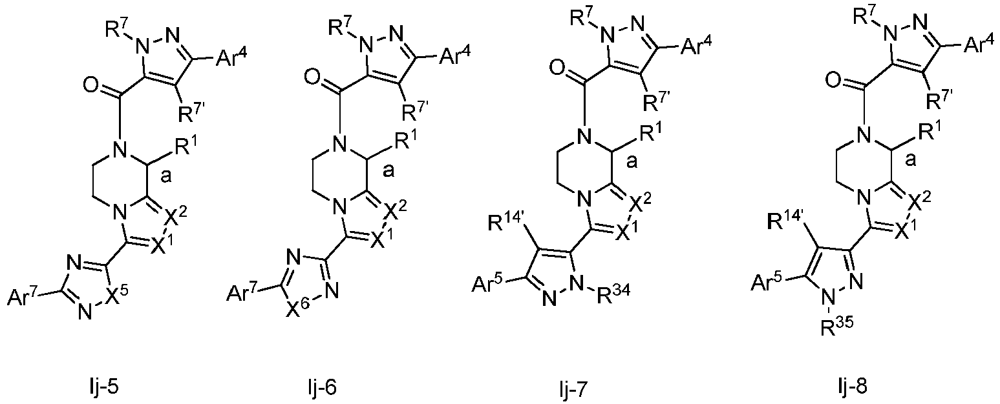 R⁷ N N Ar⁴ O R⁷' N R¹ a N X² X¹ N X⁵ N Ar⁷
R⁷ N N Ar⁴ O R⁷' N R¹ a N X² X¹ N N X⁶ Ar⁷
R⁷ N N Ar⁴ O R⁷' N R¹ a N X² X¹ R¹⁴' Ar⁵ N N R³⁴
R⁷ N N Ar⁴ O R⁷' N R¹ a N X² X¹ R¹⁴' Ar⁵ N N R³⁵
Ij-5
Ij-6
Ij-7
Ij-8